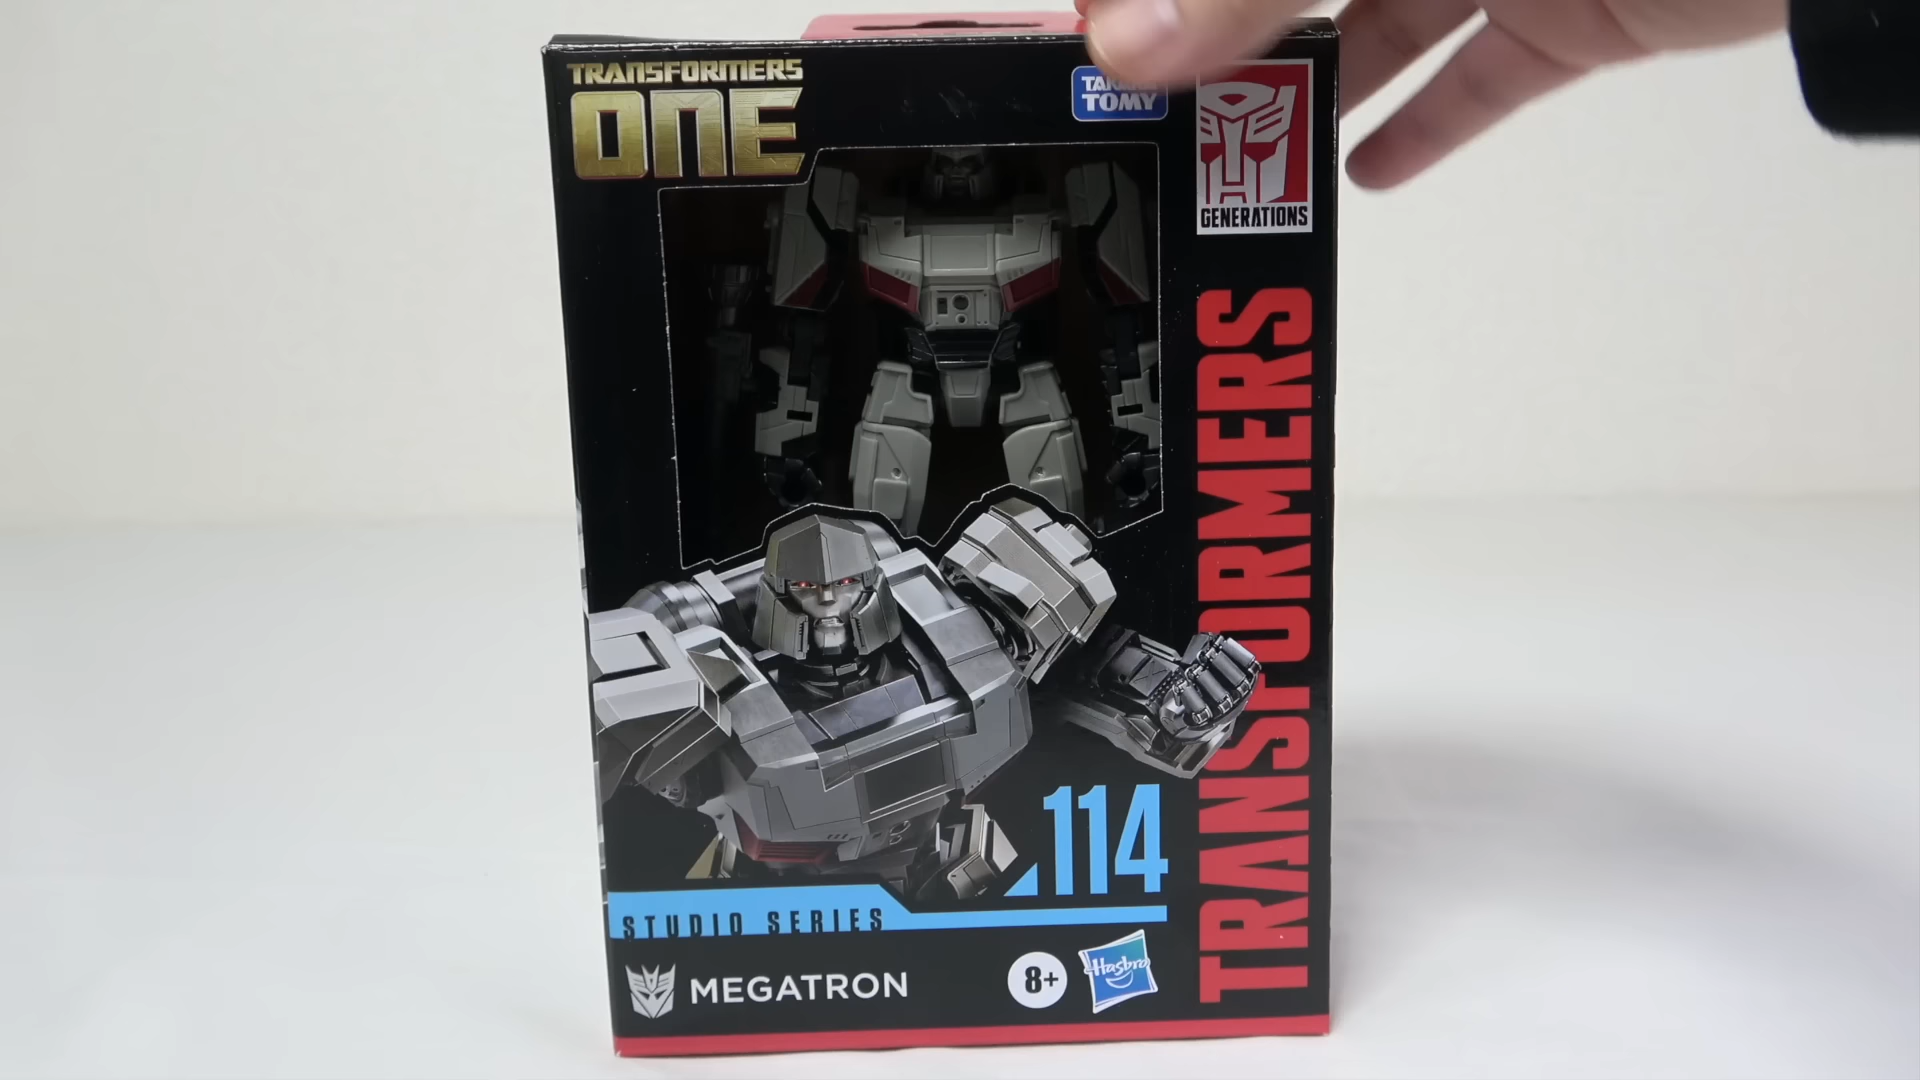 TRANSFORMERS
ONE
TOMY
GENERATIONS
TRANSFORMERS
114
STUDIO SERIES
MEGATRON
8+
Hasbro